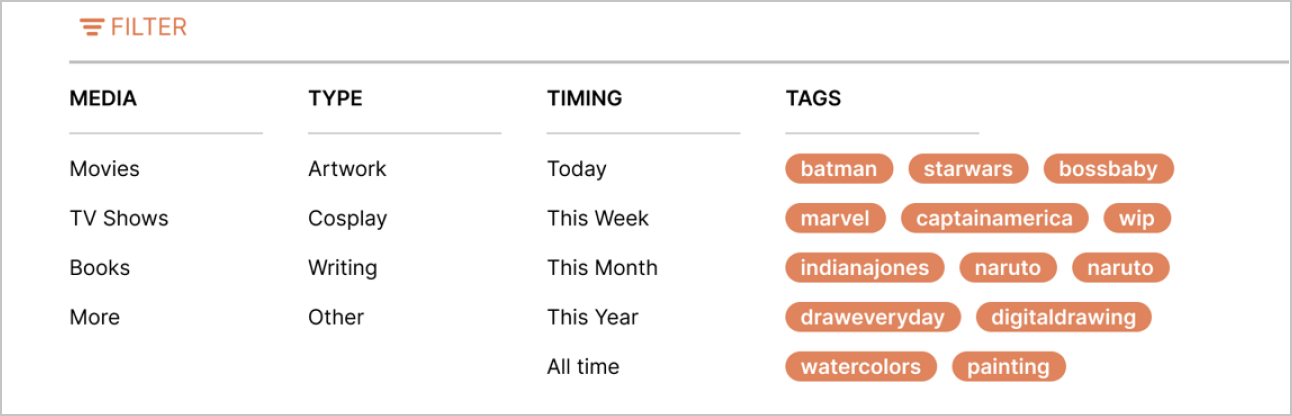 FILTER
MEDIA TYPE TIMING TAGS
Movies Artwork Today batman starwars bossbaby
TV Shows Cosplay This Week marvel captainamerica wip
Books Writing This Month indianajones naruto naruto
More Other This Year draweveryday digitaldrawing
All time watercolors painting